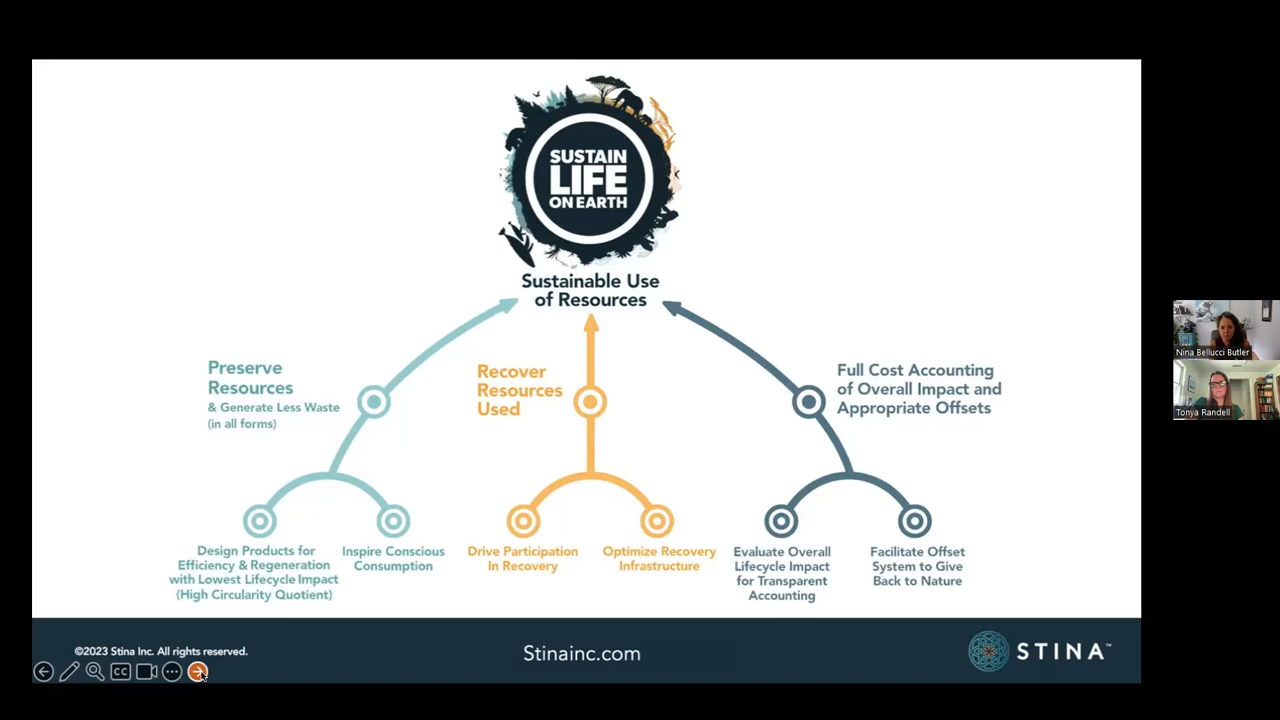 SUSTAIN
LIFE
ON EARTH
Sustainable Use
of Resources
Preserve
Resources
& Generate Less Waste
(in all forms)
Recover
Resources
Used
Full Cost Accounting
of Overall Impact and
Appropriate Offsets
Design Products for
Efficiency & Regeneration
with Lowest Lifecycle Impact
(High Circularity Quotient)
Inspire Conscious
Consumption
Drive Participation
In Recovery
Optimize Recovery
Infrastructure
Evaluate Overall
Lifecycle Impact
for Transparent
Accounting
Facilitate Offset
System to Give
Back to Nature
©2023 Stina Inc. All rights reserved.
Stinainc.com
STINA™
CC
Nina Bellucci Butler
Tonya Randell